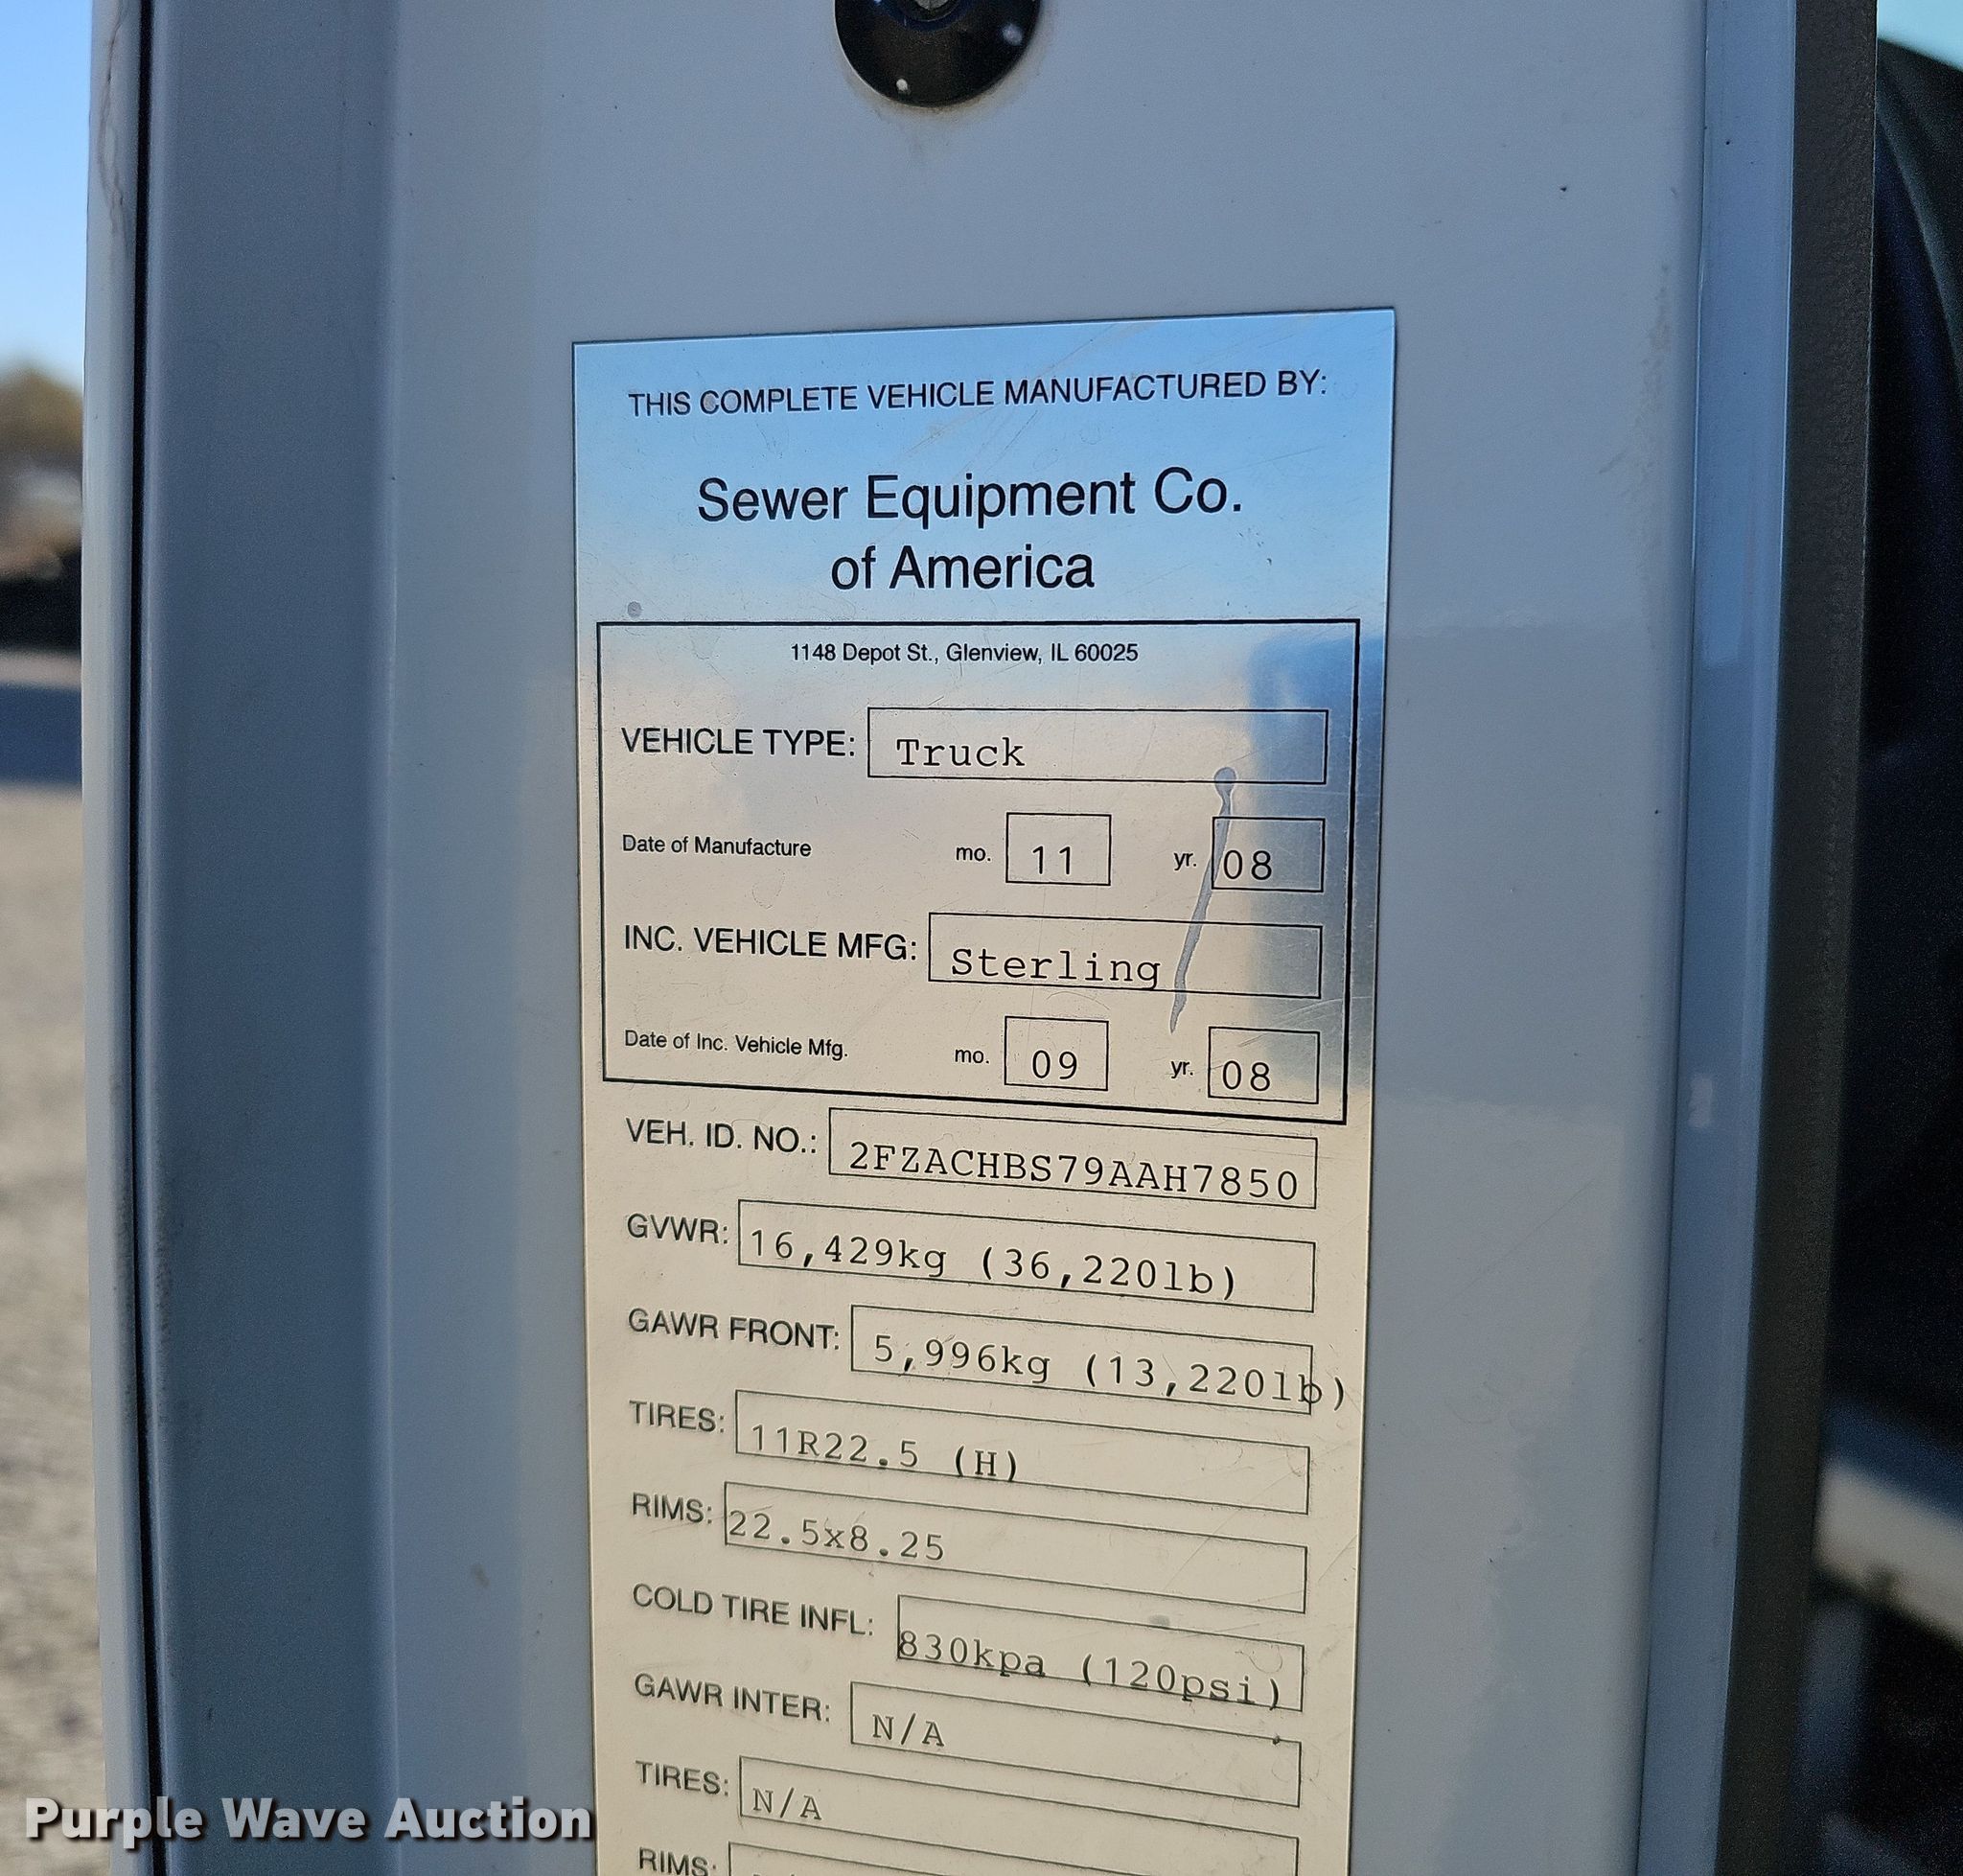 THIS COMPLETE VEHICLE MANUFACTURED BY:
Sewer Equipment Co.
of America
1148 Depot St., Glenview, IL 60025
VEHICLE TYPE: Truck
Date of Manufacture mo. 11 yr. 08
INC. VEHICLE MFG: Sterling
Date of Inc. Vehicle Mfg. mo. 09 yr. 08
VEH. ID. NO.: 2FZACHBS79AAH7850
GVWR: 16,429kg (36,220lb)
GAWR FRONT: 5,996kg (13,220lb)
TIRES: 11R22.5 (H)
RIMS: 22.5x8.25
COLD TIRE INFL: 830kpa (120psi)
GAWR INTER: N/A
TIRES: N/A
RIMS:
Purple Wave Auction